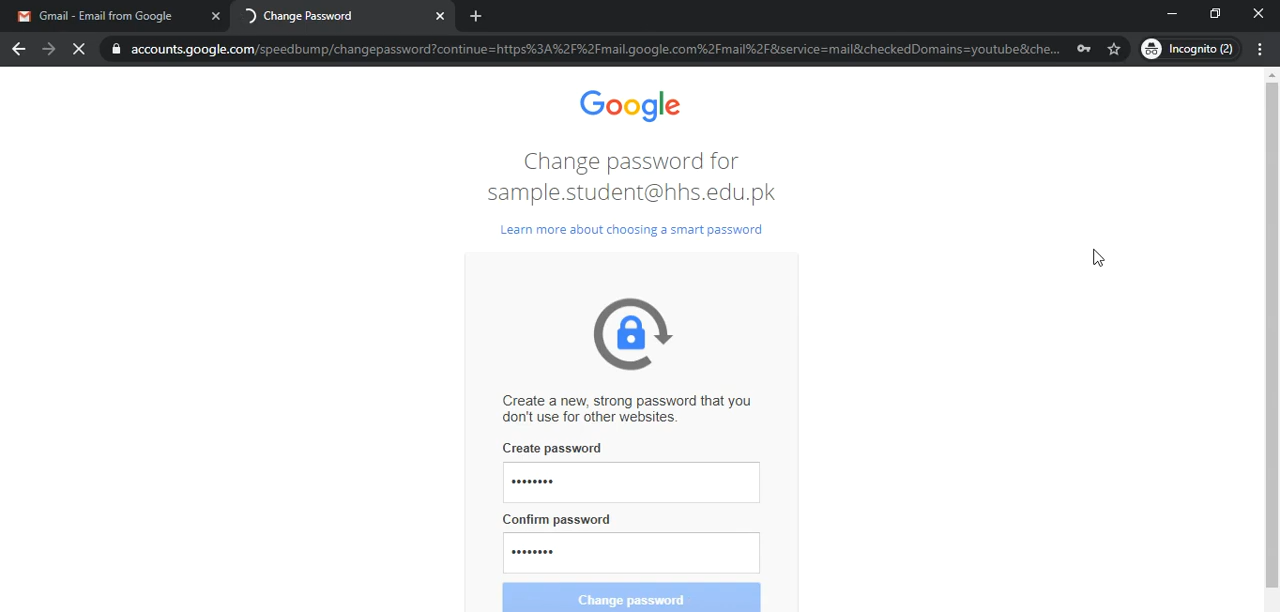 Gmail - Email from Google
Change Password
accounts.google.com/speedbump/changepassword?continue=https%3A%2F%2Fmail.google.com%2Fmail%2F&service=mail&checkedDomains=youtube&che...
Incognito (2)
Google
Change password for
sample.student@hhs.edu.pk
Learn more about choosing a smart password
Create a new, strong password that you
don't use for other websites.
Create password
••••••••
Confirm password
••••••••
Change password